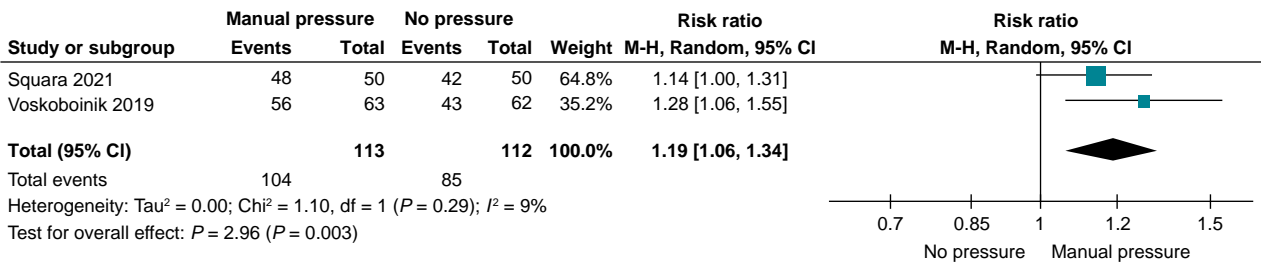 Manual pressure No pressure Risk ratio Risk ratio
Study or subgroup Events Total Events Total Weight M-H, Random, 95% CI M-H, Random, 95% CI
Squara 2021 48 50 42 50 64.8% 1.14 [1.00, 1.31]
Voskoboinik 2019 56 63 43 62 35.2% 1.28 [1.06, 1.55]
Total (95% CI) 113 112 100.0% 1.19 [1.06, 1.34]
Total events 104 85
Heterogeneity: Tau² = 0.00; Chi² = 1.10, df = 1 (P = 0.29); I² = 9%
Test for overall effect: P = 2.96 (P = 0.003)
0.7 0.85 1 1.2 1.5
No pressure Manual pressure